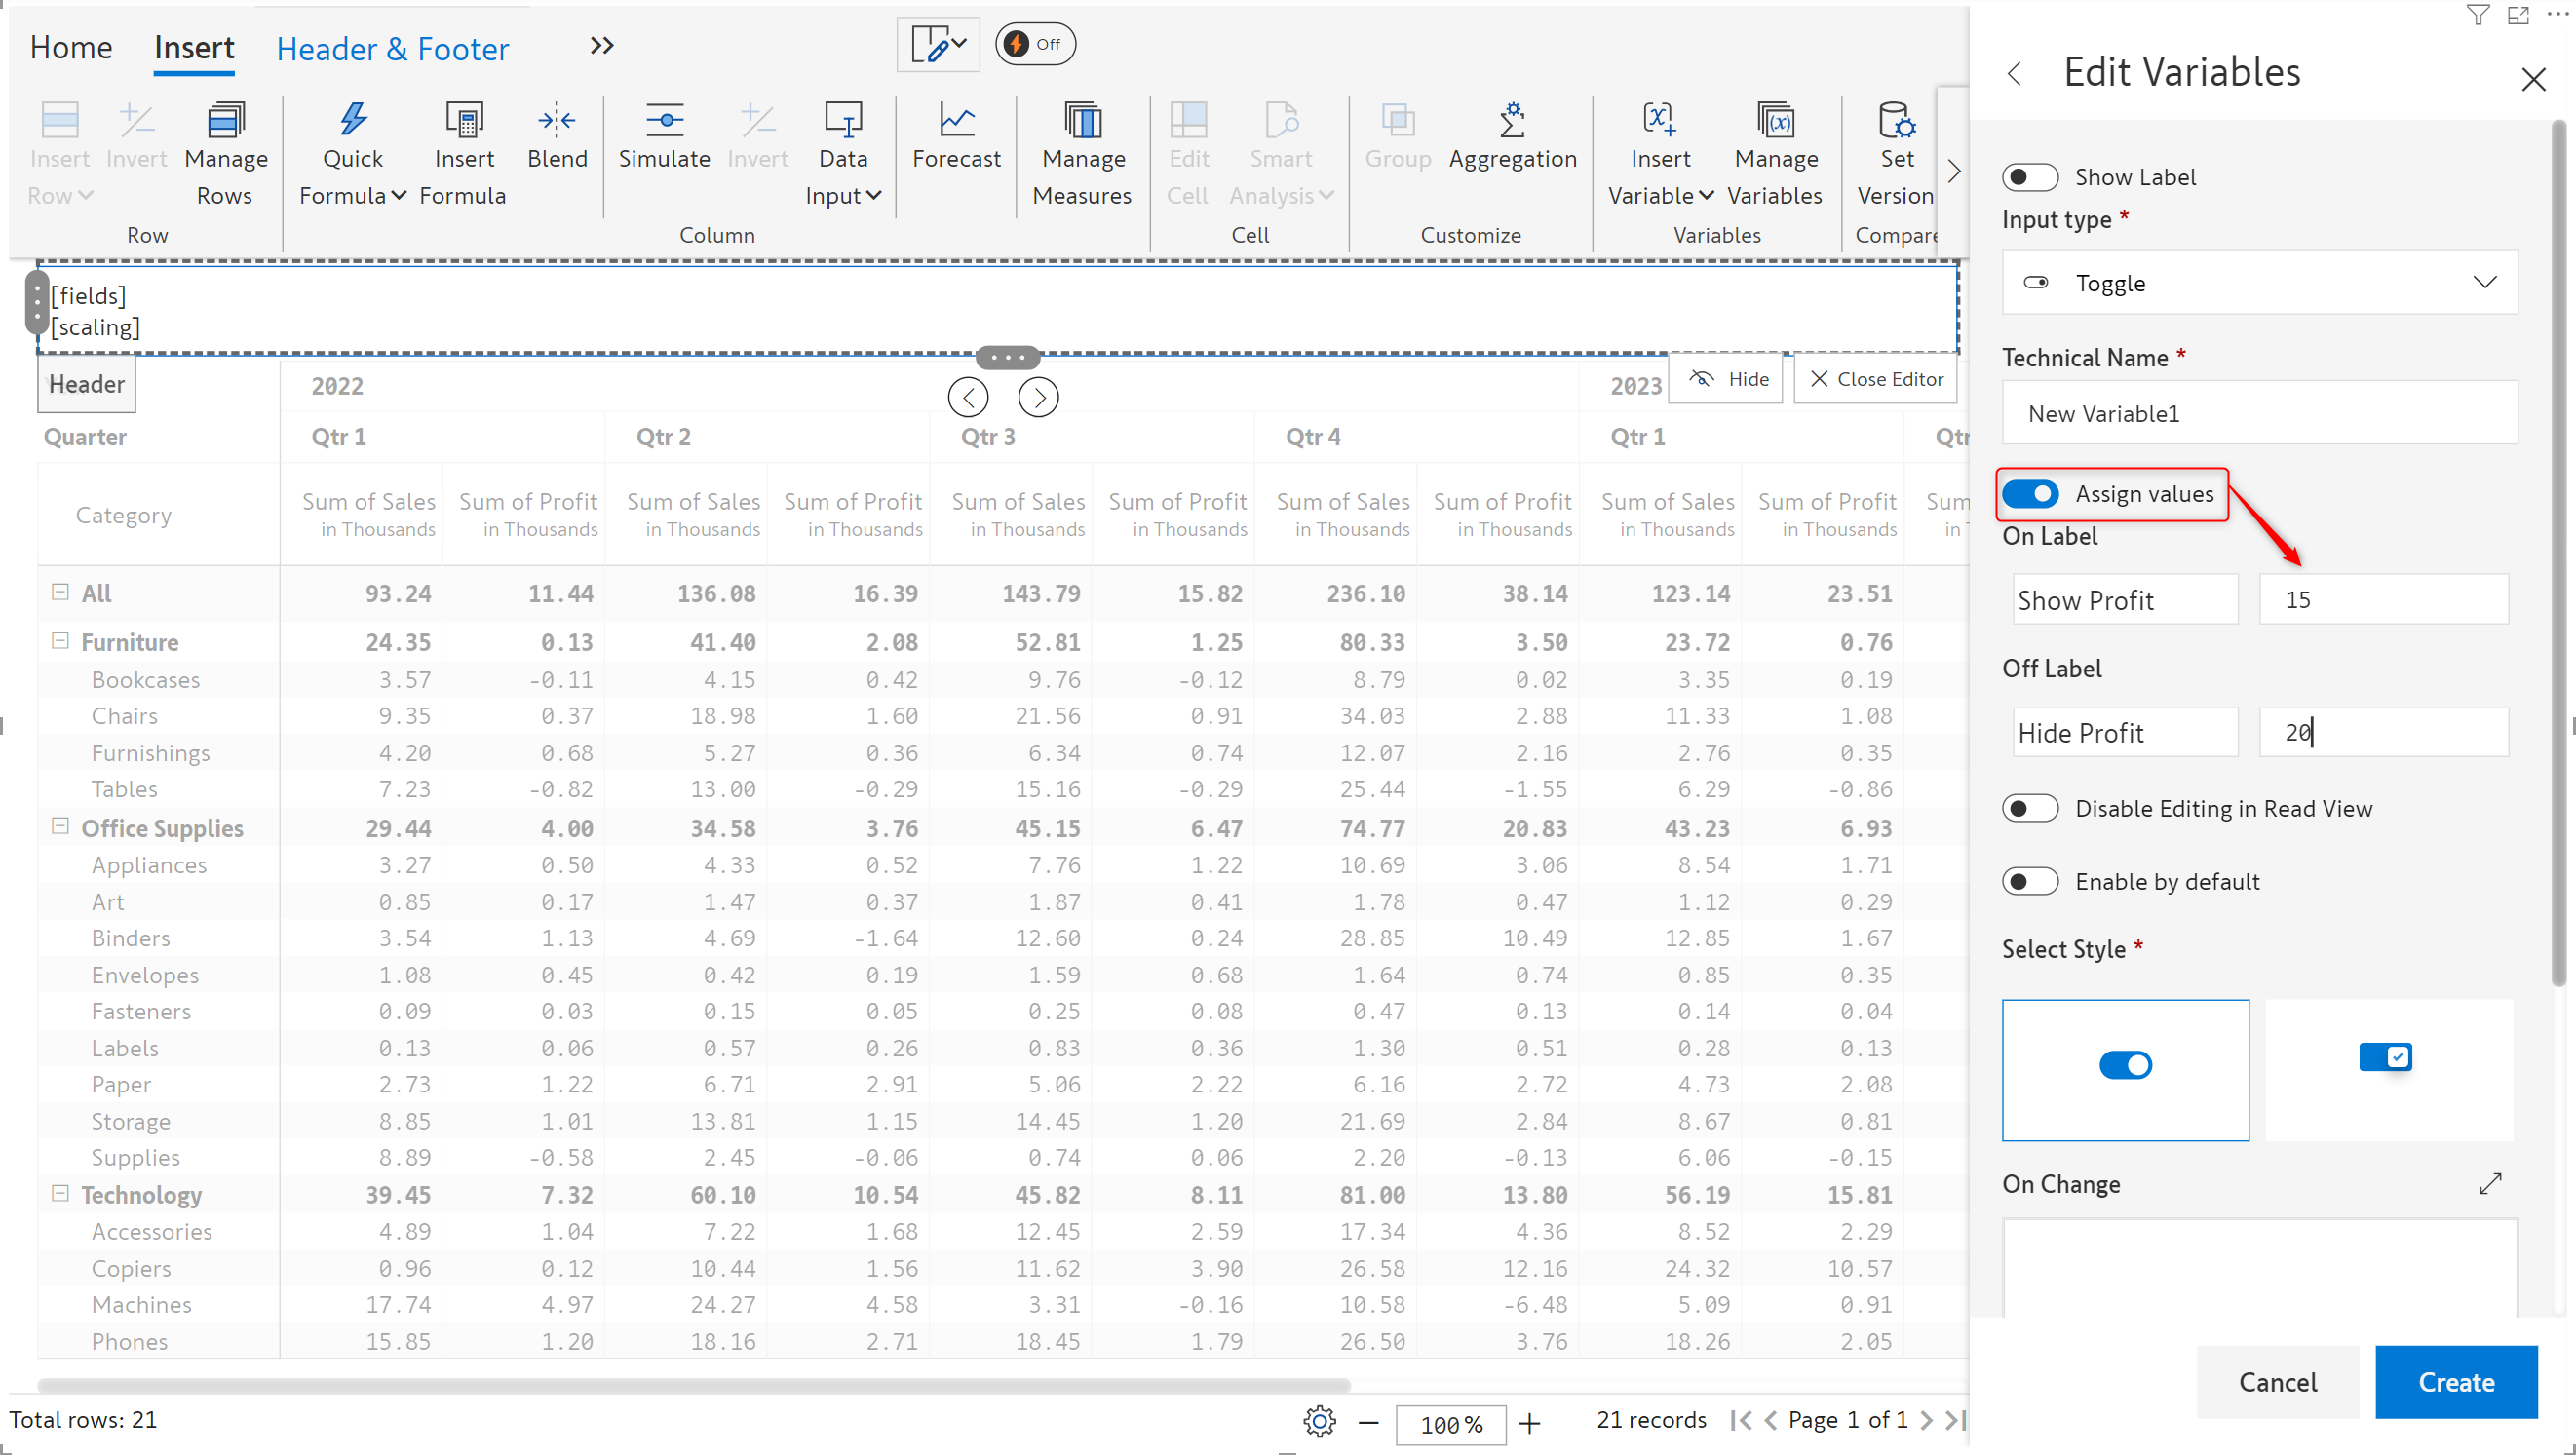 Home Insert Header & Footer
Off
Insert Row
Invert
Manage Rows
Row
Quick Formula
Insert Formula
Blend
Simulate
Invert
Data Input
Column
Forecast
Manage Measures
Edit Cell
Smart Analysis
Cell
Group
Aggregation
Customize
Insert Variable
Manage Variables
Variables
Set Version
Compare
[fields]
[scaling]
Header
Hide
Close Editor
2022 2023
Quarter Qtr 1 Qtr 2 Qtr 3 Qtr 4 Qtr 1 Qtr
Category Sum of Sales Sum of Profit Sum of Sales Sum of Profit Sum of Sales Sum of Profit Sum of Sales Sum of Profit Sum of Sales Sum of Profit Sum
in Thousands in Thousands in Thousands in Thousands in Thousands in Thousands in Thousands in Thousands in Thousands in Thousands in
All 93.24 11.44 136.08 16.39 143.79 15.82 236.10 38.14 123.14 23.51
Furniture 24.35 0.13 41.40 2.08 52.81 1.25 80.33 3.50 23.72 0.76
Bookcases 3.57 -0.11 4.15 0.42 9.76 -0.12 8.79 0.02 3.35 0.19
Chairs 9.35 0.37 18.98 1.60 21.56 0.91 34.03 2.88 11.33 1.08
Furnishings 4.20 0.68 5.27 0.36 6.34 0.74 12.07 2.16 2.76 0.35
Tables 7.23 -0.82 13.00 -0.29 15.16 -0.29 25.44 -1.55 6.29 -0.86
Office Supplies 29.44 4.00 34.58 3.76 45.15 6.47 74.77 20.83 43.23 6.93
Appliances 3.27 0.50 4.33 0.52 7.76 1.22 10.69 3.06 8.54 1.71
Art 0.85 0.17 1.47 0.37 1.87 0.41 1.78 0.47 1.12 0.29
Binders 3.54 1.13 4.69 -1.64 12.60 0.24 28.85 10.49 12.85 1.67
Envelopes 1.08 0.45 0.42 0.19 1.59 0.68 1.64 0.74 0.85 0.35
Fasteners 0.09 0.03 0.15 0.05 0.25 0.08 0.47 0.13 0.14 0.04
Labels 0.13 0.06 0.57 0.26 0.83 0.36 1.30 0.51 0.28 0.13
Paper 2.73 1.22 6.71 2.91 5.06 2.22 6.16 2.72 4.73 2.08
Storage 8.85 1.01 13.81 1.15 14.45 1.20 21.69 2.84 8.67 0.81
Supplies 8.89 -0.58 2.45 -0.06 0.74 0.06 2.20 -0.13 6.06 -0.15
Technology 39.45 7.32 60.10 10.54 45.82 8.11 81.00 13.80 56.19 15.81
Accessories 4.89 1.04 7.22 1.68 12.45 2.59 17.34 4.36 8.52 2.29
Copiers 0.96 0.12 10.44 1.56 11.62 3.90 26.58 12.16 24.32 10.57
Machines 17.74 4.97 24.27 4.58 3.31 -0.16 10.58 -6.48 5.09 0.91
Phones 15.85 1.20 18.16 2.71 18.45 1.79 26.50 3.76 18.26 2.05
Total rows: 21
100 %
21 records
Page 1 of 1
Edit Variables
Show Label
Input type *
Toggle
Technical Name *
New Variable1
Assign values
On Label
Show Profit 15
Off Label
Hide Profit 20
Disable Editing in Read View
Enable by default
Select Style *
On Change
Cancel Create